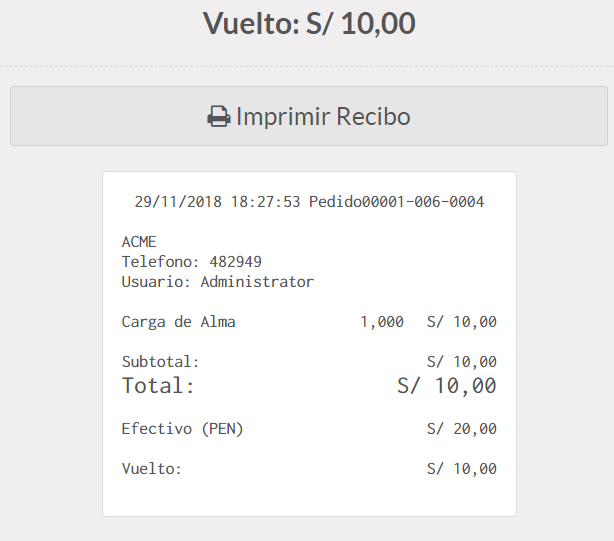 Vuelto: S/ 10,00
Imprimir Recibo
29/11/2018 18:27:53 Pedido00001-006-0004
ACME
Telefono: 482949
Usuario: Administrator
Carga de Alma 1,000 S/ 10,00
Subtotal: S/ 10,00
Total: S/ 10,00
Efectivo (PEN) S/ 20,00
Vuelto: S/ 10,00